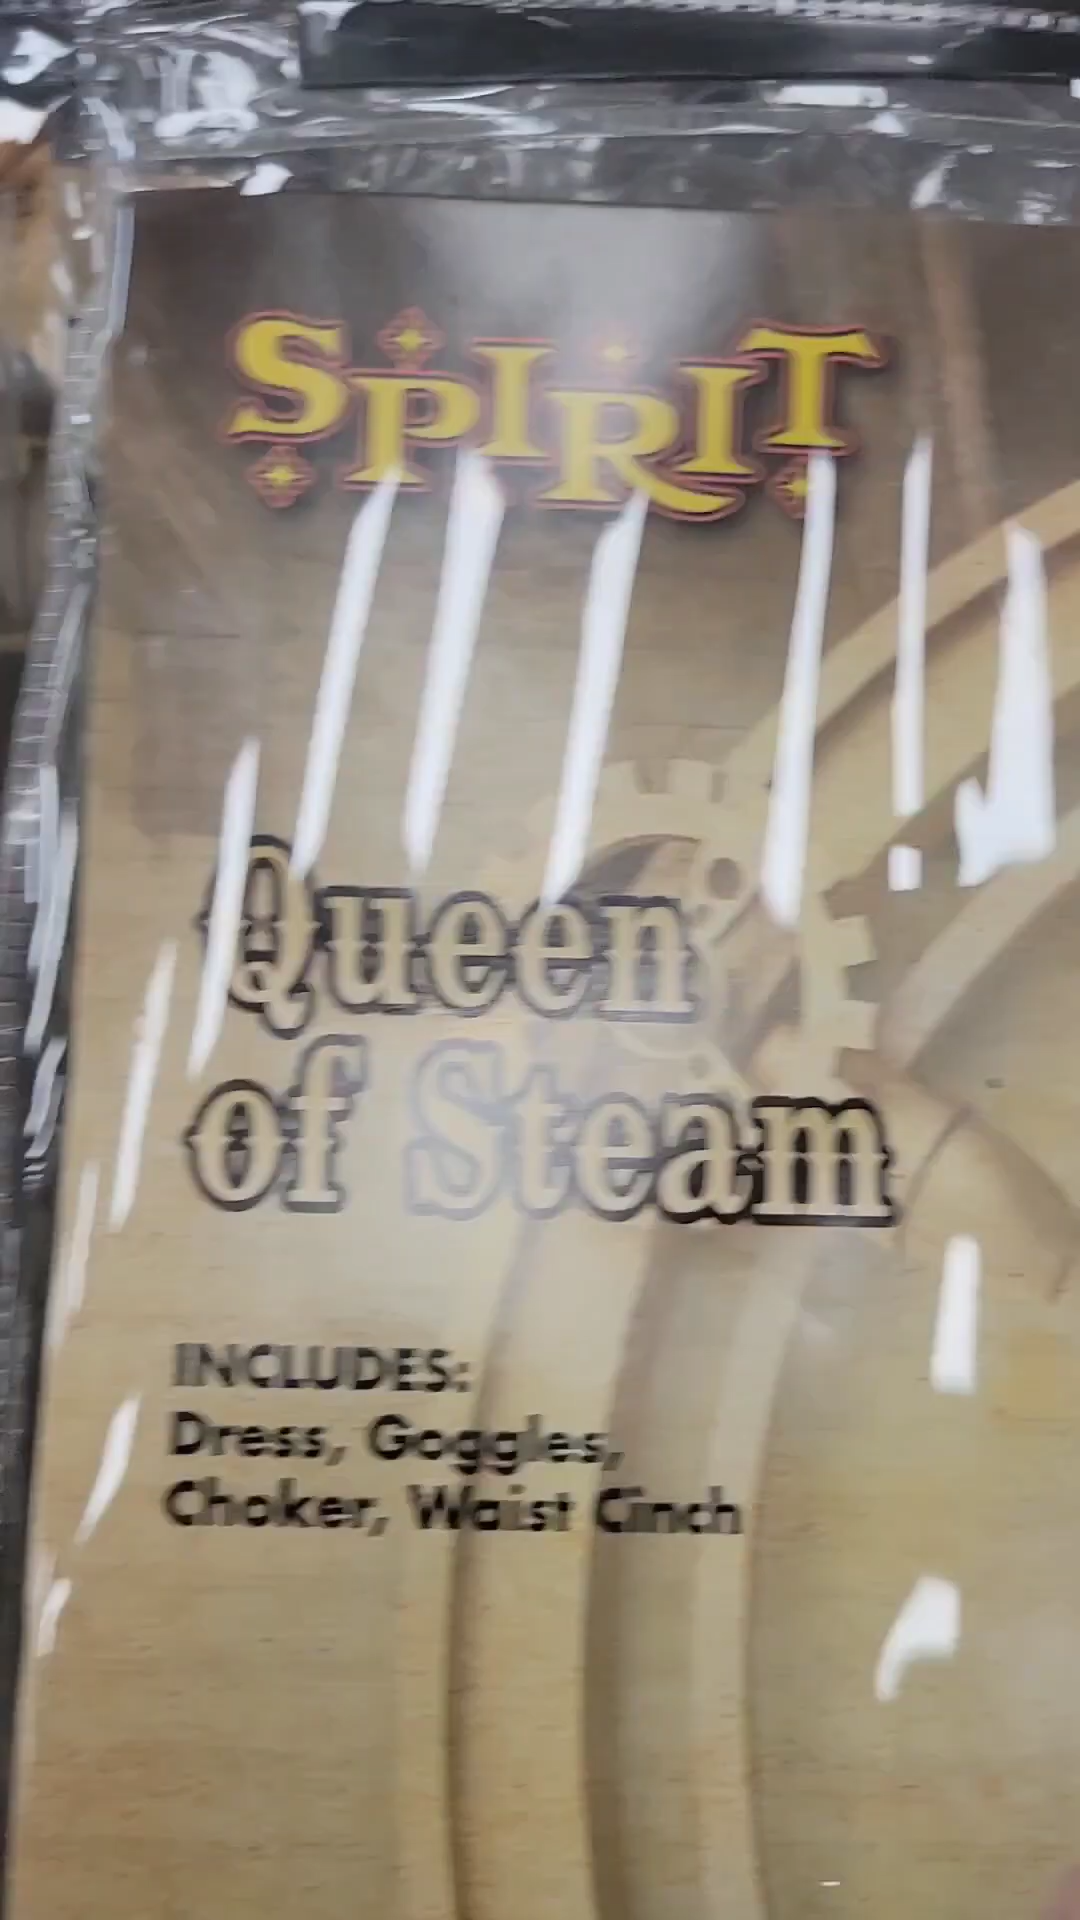 SPIRIT
Queen
of Steam
INCLUDES:
Dress, Goggles,
Choker, Waist Cinch